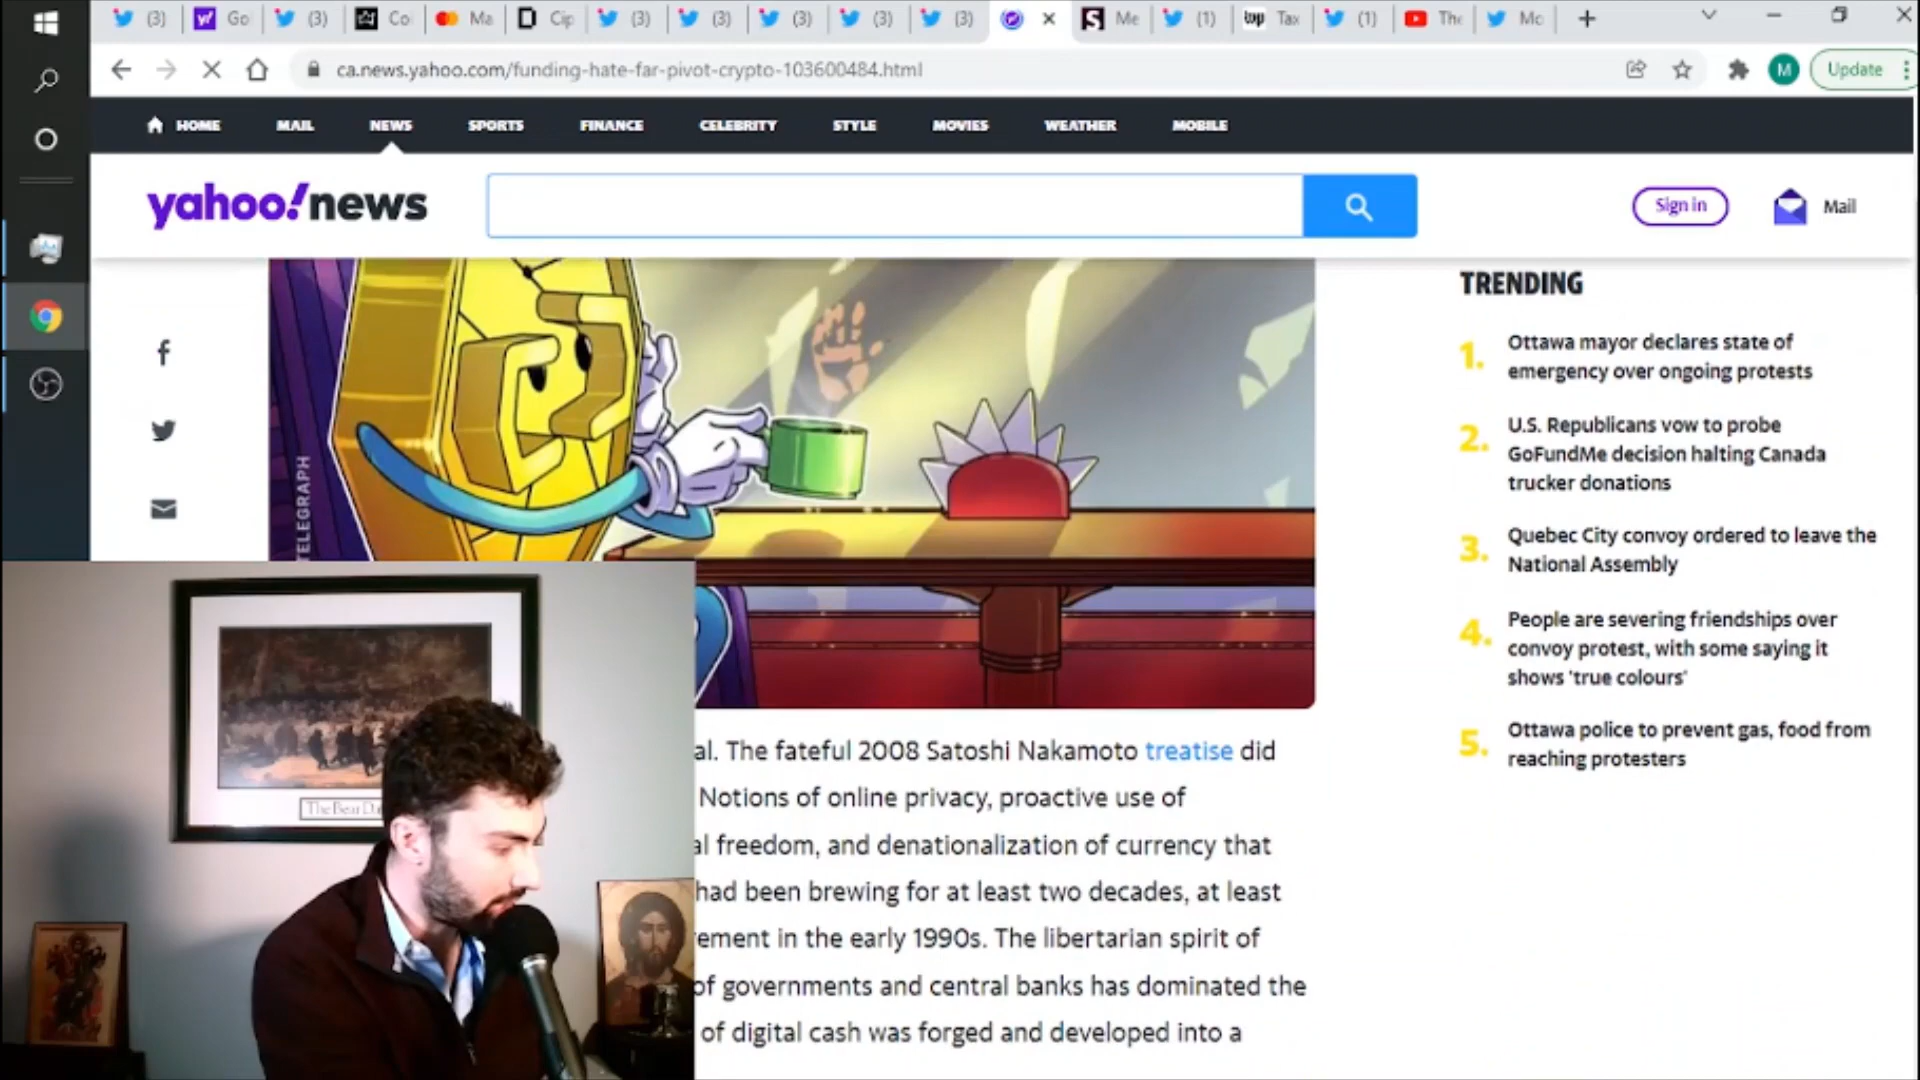 (3)
Go
(3)
Co
Ma
Cip
(3)
(3)
(3)
(3)
(3)
Me
(1)
wp Tax
(1)
The
Mo
ca.news.yahoo.com/funding-hate-far-pivot-crypto-103600484.html
M
Update
HOME
MAIL
NEWS
SPORTS
FINANCE
CELEBRITY
STYLE
MOVIES
WEATHER
MOBILE
yahoo!news
Sign in
Mail
TELEGRAPH
TRENDING
1. Ottawa mayor declares state of
emergency over ongoing protests
2. U.S. Republicans vow to probe
GoFundMe decision halting Canada
trucker donations
3. Quebec City convoy ordered to leave the
National Assembly
4. People are severing friendships over
convoy protest, with some saying it
shows 'true colours'
5. Ottawa police to prevent gas, food from
reaching protesters
al. The fateful 2008 Satoshi Nakamoto treatise did
Notions of online privacy, proactive use of
al freedom, and denationalization of currency that
had been brewing for at least two decades, at least
ement in the early 1990s. The libertarian spirit of
of governments and central banks has dominated the
of digital cash was forged and developed into a
The Bear Da